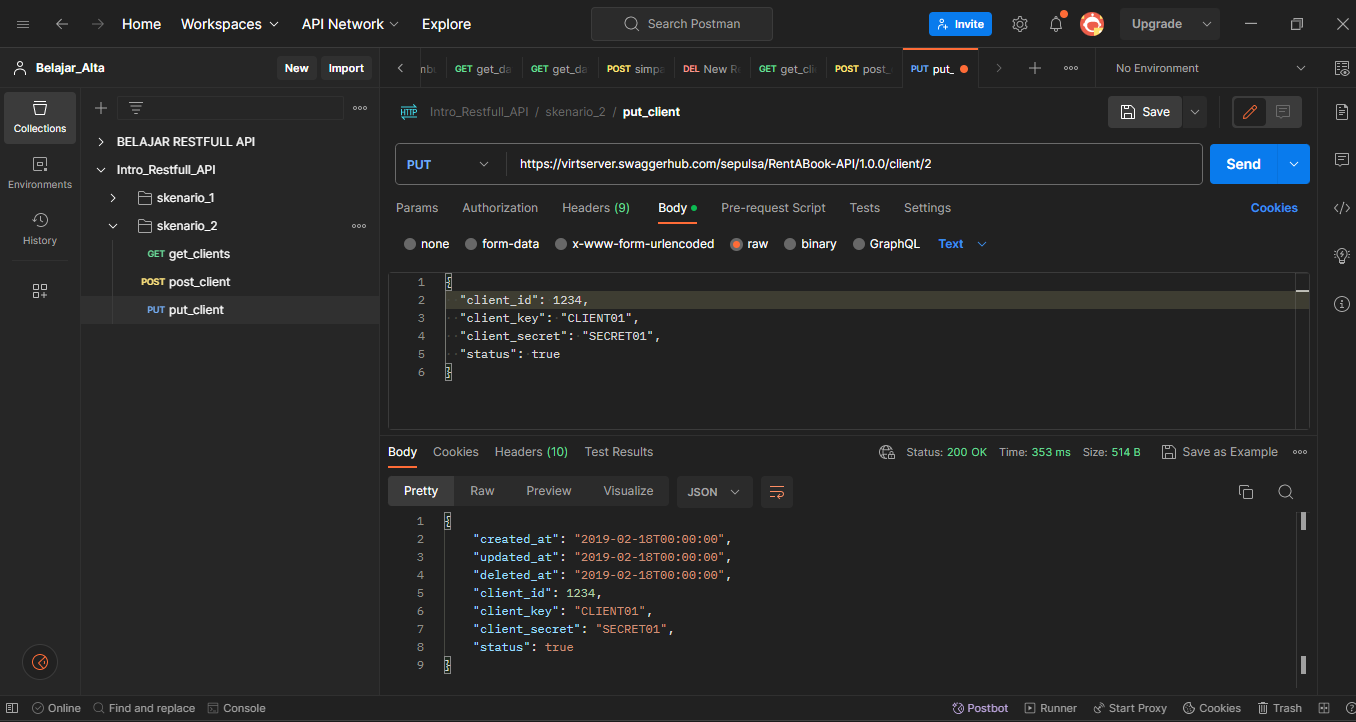 Home Workspaces API Network Explore Search Postman Invite Upgrade
Belajar_Alta New Import GET get_da GET get_da POST simpa DEL New R GET get_cli POST post_ PUT put_ No Environment
Collections
Environments
History
BELAJAR RESTFULL API
Intro_Restfull_API
skenario_1
skenario_2
GET get_clients
POST post_client
PUT put_client
HTTP Intro_Restfull_API / skenario_2 / put_client Save
PUT https://virtserver.swaggerhub.com/sepulsa/RentABook-API/1.0.0/client/2 Send
Params Authorization Headers (9) Body Pre-request Script Tests Settings Cookies
none form-data x-www-form-urlencoded raw binary GraphQL Text
1 {
2 "client_id": 1234,
3 "client_key": "CLIENT01",
4 "client_secret": "SECRET01",
5 "status": true
6 }
Body Cookies Headers (10) Test Results Status: 200 OK Time: 353 ms Size: 514 B Save as Example
Pretty Raw Preview Visualize JSON
1 {
2 "created_at": "2019-02-18T00:00:00",
3 "updated_at": "2019-02-18T00:00:00",
4 "deleted_at": "2019-02-18T00:00:00",
5 "client_id": 1234,
6 "client_key": "CLIENT01",
7 "client_secret": "SECRET01",
8 "status": true
9 }
Online Find and replace Console Postbot Runner Start Proxy Cookies Trash